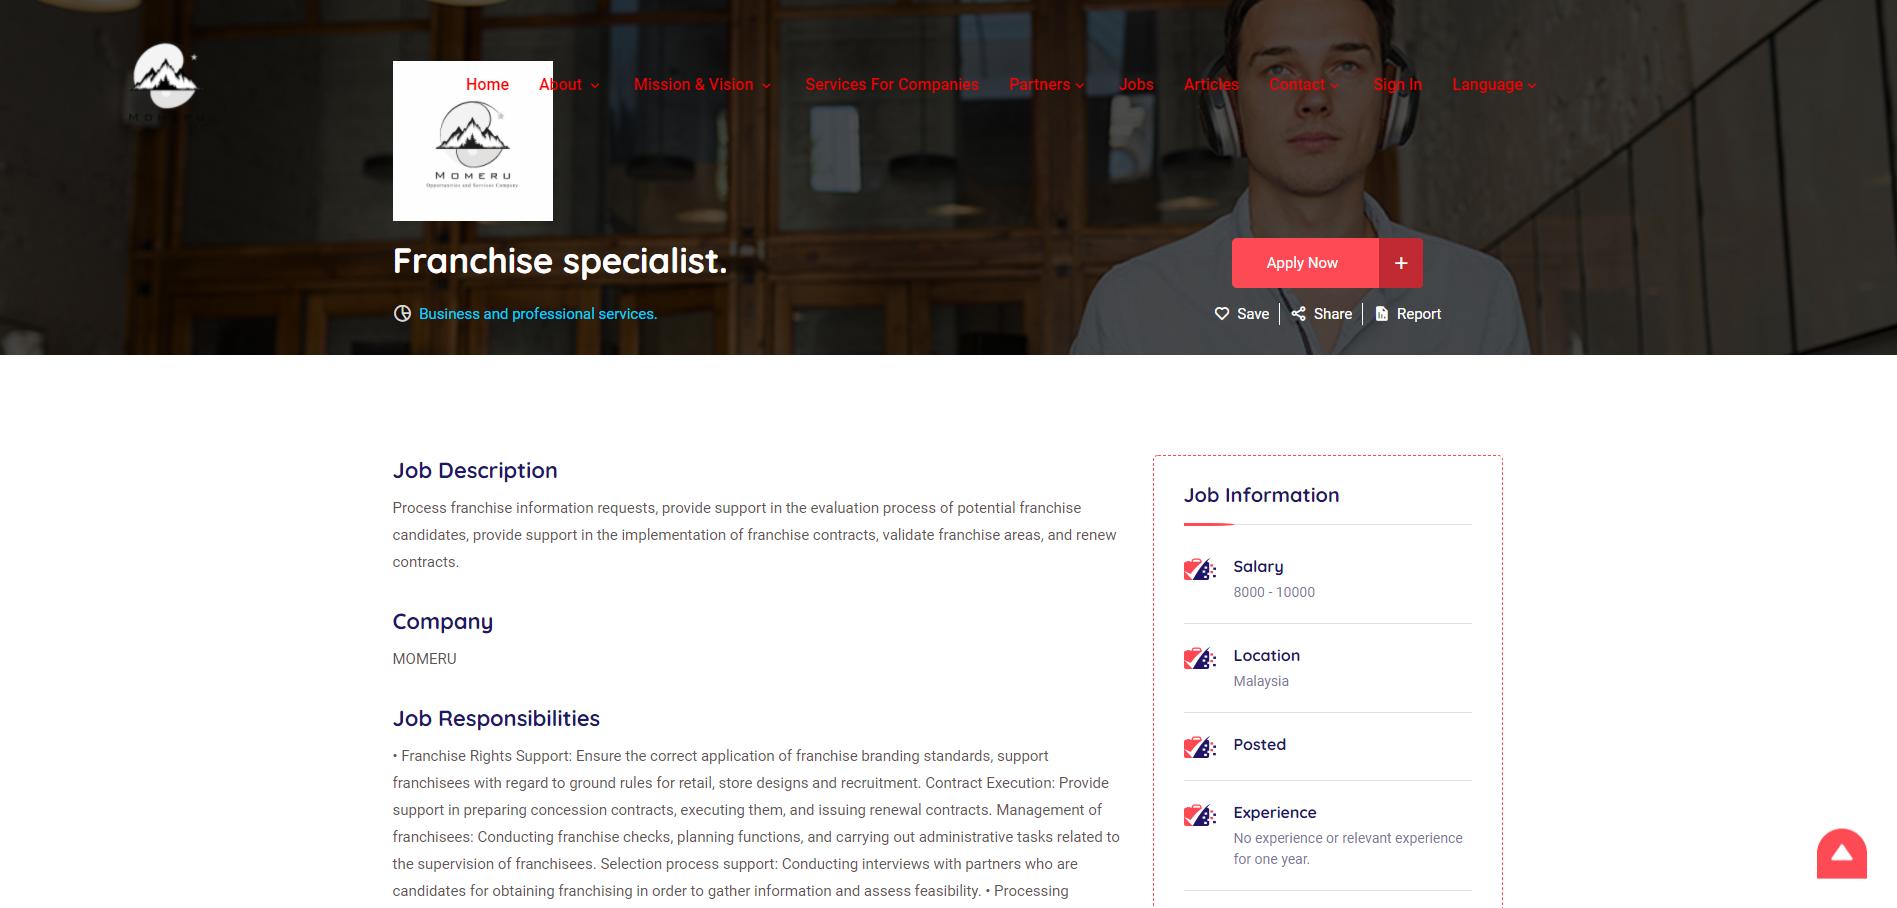 MOMERU
Home
About
Mission & Vision
Services For Companies
Partners
Jobs
Articles
Contact
Sign In
Language
MOMERU
Opportunities and Services Company
Franchise specialist.
Business and professional services.
Apply Now
+
Save
Share
Report
Job Description
Process franchise information requests, provide support in the evaluation process of potential franchise
candidates, provide support in the implementation of franchise contracts, validate franchise areas, and renew
contracts.
Company
MOMERU
Job Responsibilities
• Franchise Rights Support: Ensure the correct application of franchise branding standards, support
franchisees with regard to ground rules for retail, store designs and recruitment. Contract Execution: Provide
support in preparing concession contracts, executing them, and issuing renewal contracts. Management of
franchisees: Conducting franchise checks, planning functions, and carrying out administrative tasks related to
the supervision of franchisees. Selection process support: Conducting interviews with partners who are
candidates for obtaining franchising in order to gather information and assess feasibility. • Processing
Job Information
Salary
8000 - 10000
Location
Malaysia
Posted
Experience
No experience or relevant experience
for one year.